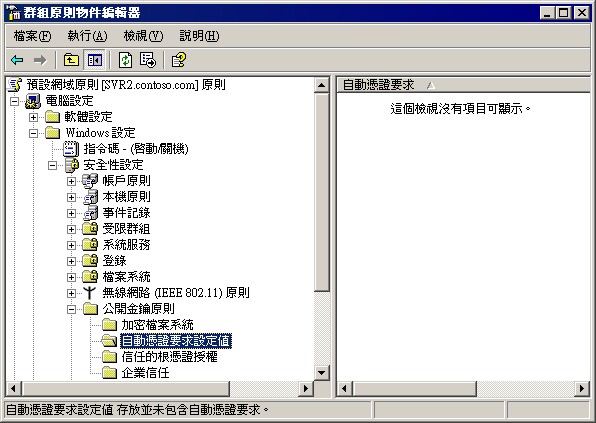 群組原則物件編輯器
檔案(F) 執行(A) 檢視(V) 說明(H)
預設網域原則 [SVR2.contoso.com] 原則
電腦設定
軟體設定
Windows 設定
指令碼 - (啓動/關機)
安全性設定
帳戶原則
本機原則
事件記錄
受限群組
系統服務
登錄
檔案系統
無線網路 (IEEE 802.11) 原則
公開金鑰原則
加密檔案系統
自動憑證要求設定值
信任的根憑證授權
企業信任
自動憑證要求
這個檢視沒有項目可顯示。
自動憑證要求設定值 存放並未包含自動憑證要求。